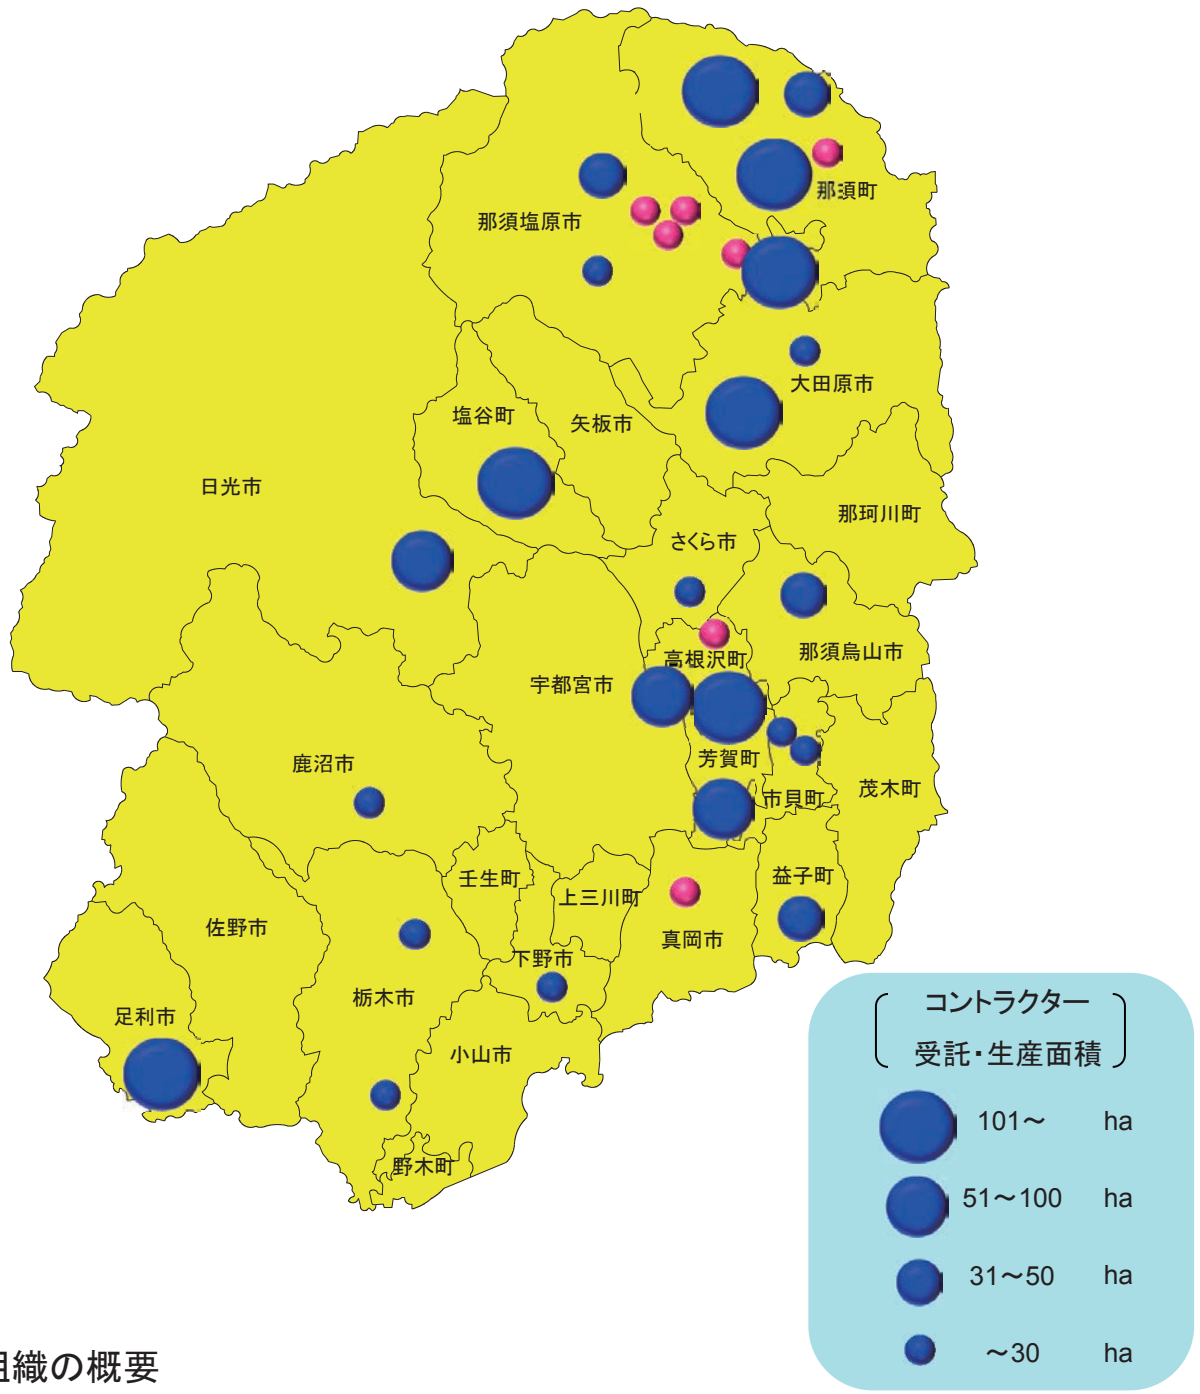 那須町
那須塩原市
大田原市
塩谷町
矢板市
日光市
那珂川町
さくら市
那須烏山市
高根沢町
宇都宮市
芳賀町
鹿沼市
市貝町
茂木町
益子町
壬生町
上三川町
佐野市
真岡市
下野市
栃木市
足利市
小山市
野木町
コントラクター
受託・生産面積
101～ ha
51～100 ha
31～50 ha
～30 ha
組織の概要